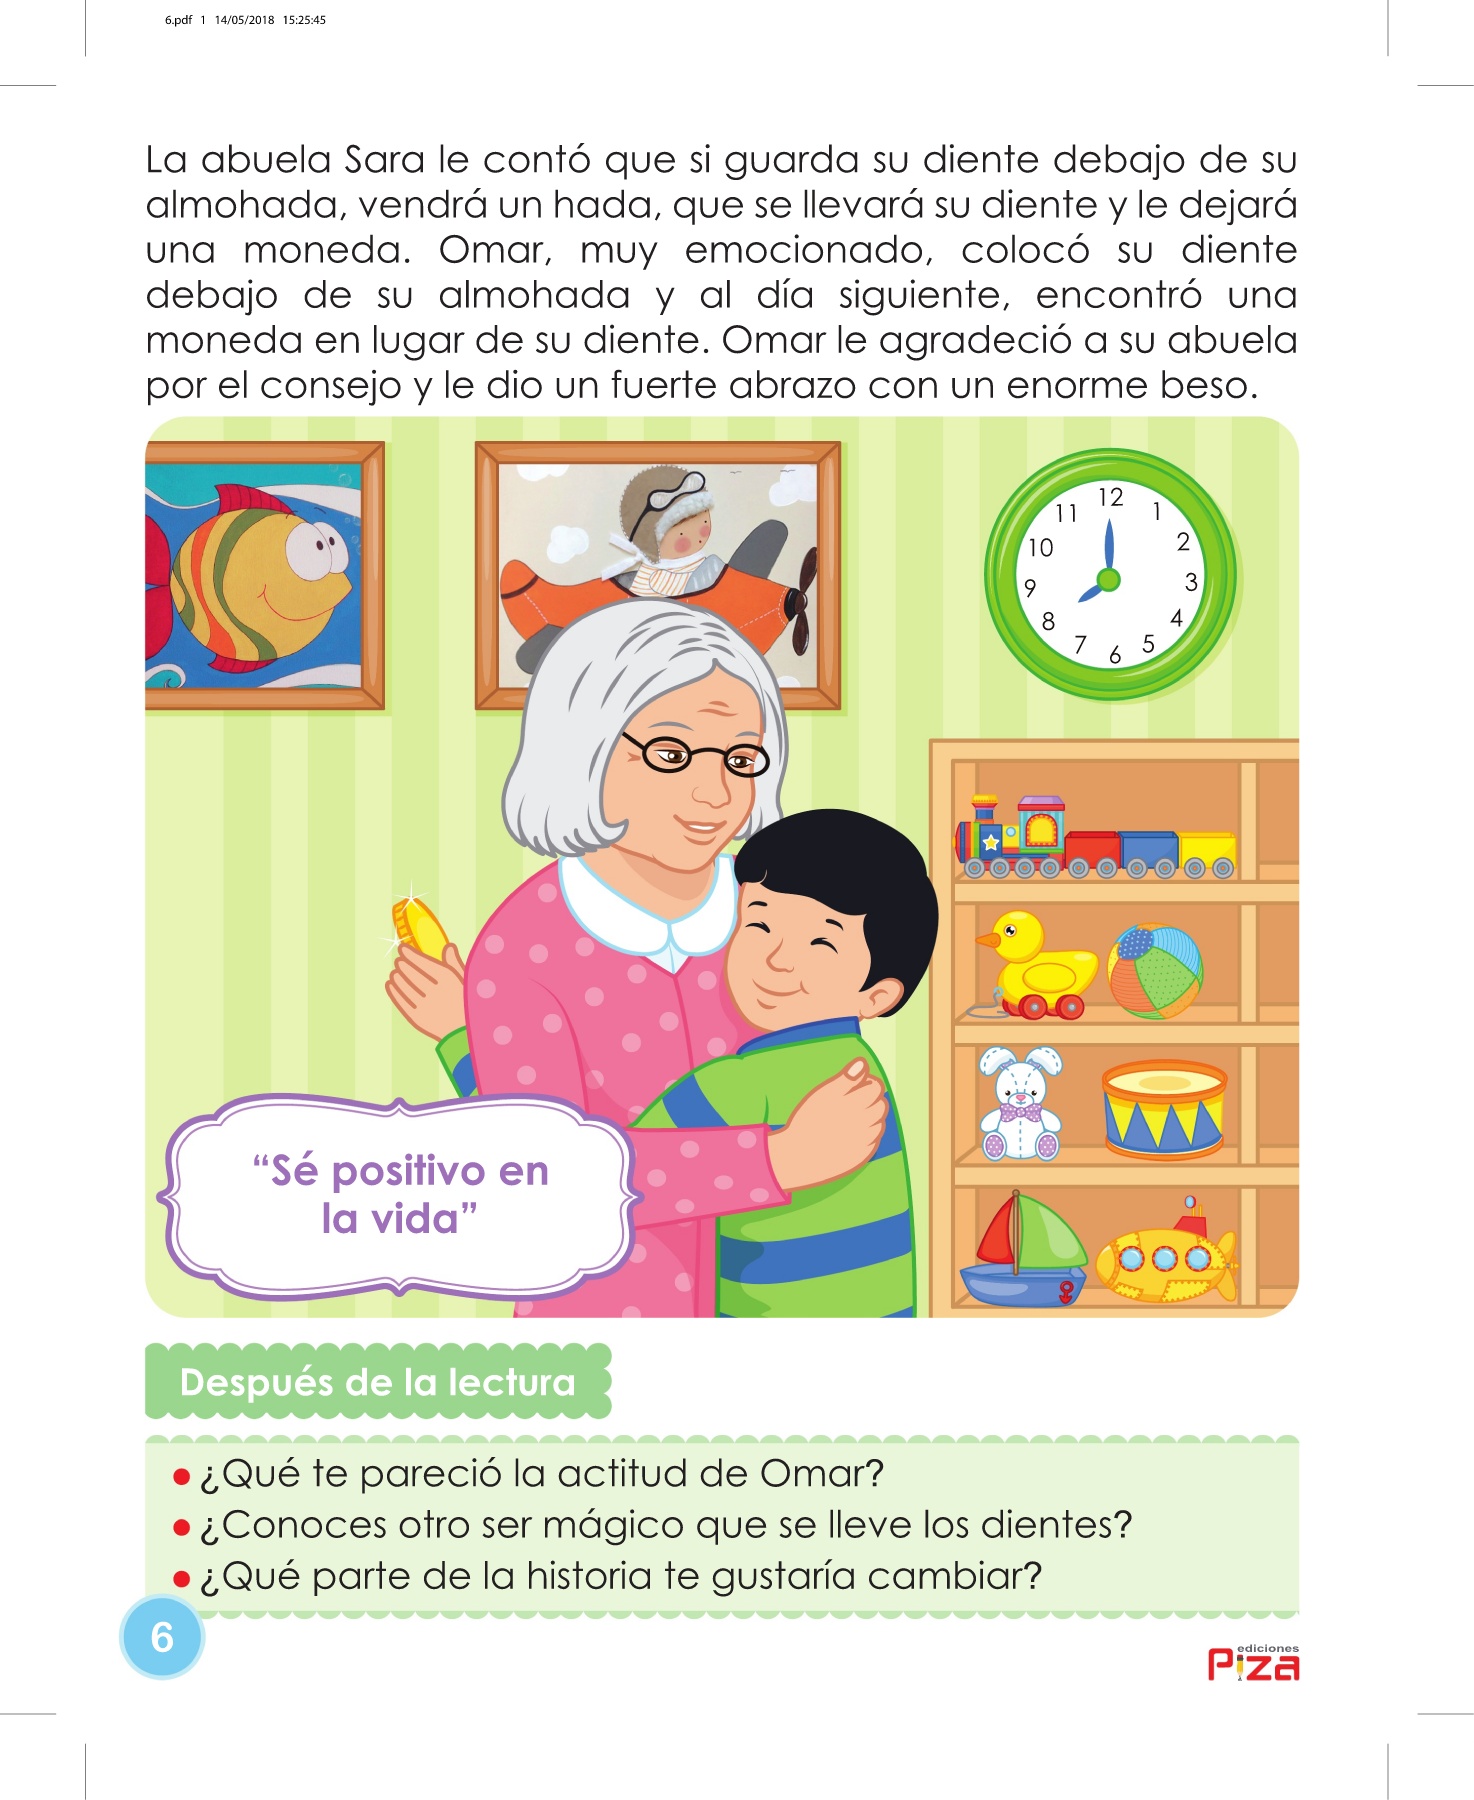 6.pdf 1 14/05/2018 15:25:45
La abuela Sara le contó que si guarda su diente debajo de su
almohada, vendrá un hada, que se llevará su diente y le dejará
una moneda. Omar, muy emocionado, colocó su diente
debajo de su almohada y al día siguiente, encontró una
moneda en lugar de su diente. Omar le agradeció a su abuela
por el consejo y le dio un fuerte abrazo con un enorme beso.
12
11 1
10 2
9 3
8 4
7 6 5
“Sé positivo en
la vida”
Después de la lectura
● ¿Qué te pareció la actitud de Omar?
● ¿Conoces otro ser mágico que se lleve los dientes?
● ¿Qué parte de la historia te gustaría cambiar?
6
ediciones
Piza